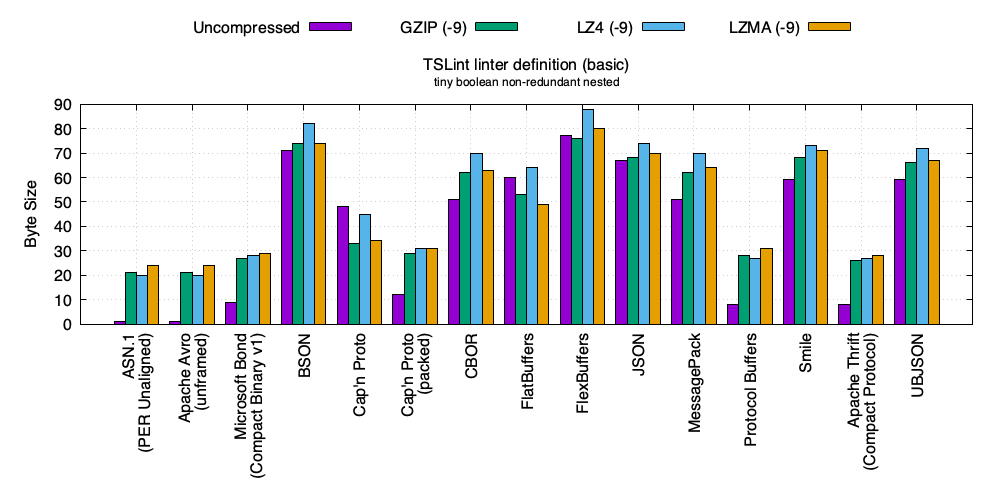 Uncompressed GZIP (-9) LZ4 (-9) LZMA (-9)
TSLint linter definition (basic)
tiny boolean non-redundant nested
Byte Size
90
80
70
60
50
40
30
20
10
0
ASN.1
(PER Unaligned)
Apache Avro
(unframed)
Microsoft Bond
(Compact Binary v1)
BSON
Cap'n Proto
Cap'n Proto
(packed)
CBOR
FlatBuffers
FlexBuffers
JSON
MessagePack
Protocol Buffers
Smile
Apache Thrift
(Compact Protocol)
UBJSON